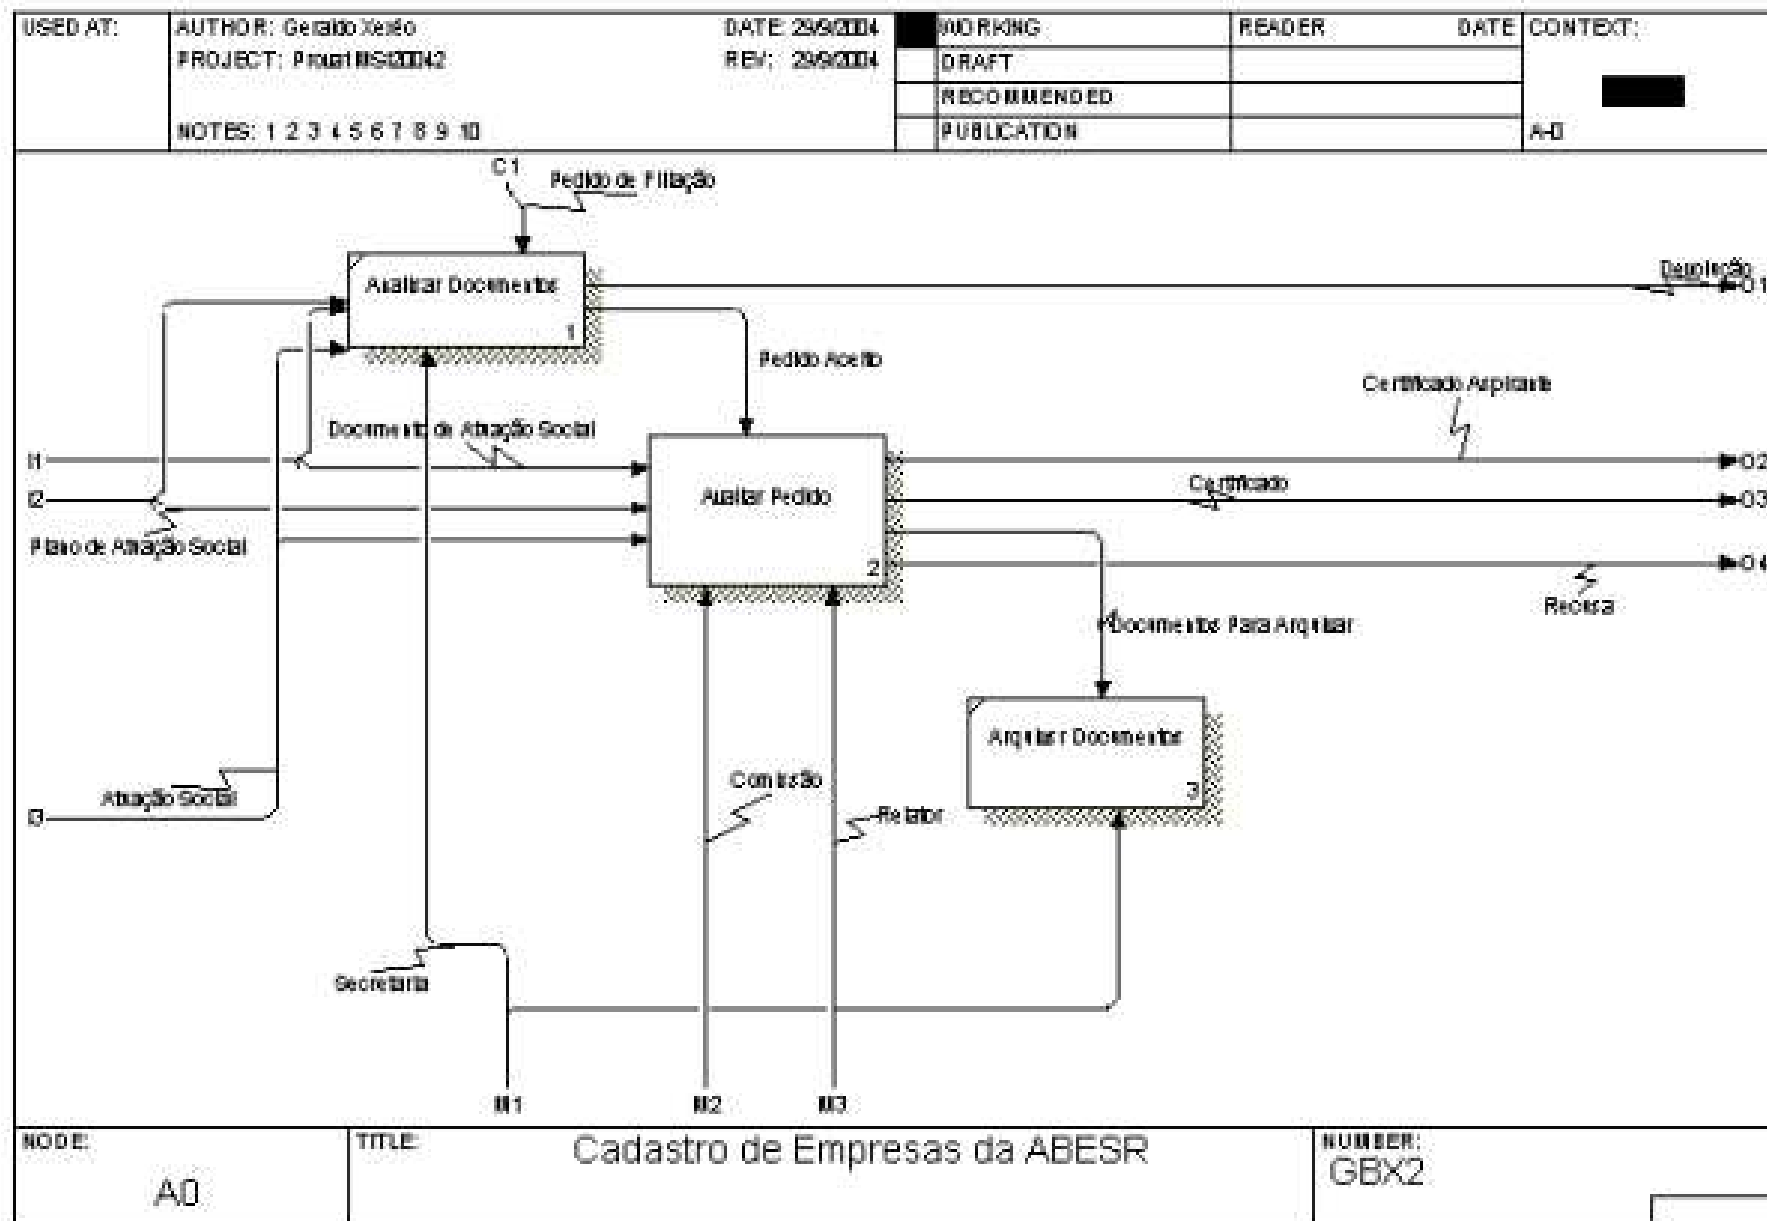 USED AT:
AUTHOR: Geraldo Xexéo
DATE: 29/9/2004
WORKING
READER
DATE
CONTEXT:
REV: 29/9/2004
DRAFT
RECOMMENDED
NOTES: 1 2 3 4 5 6 7 8 9 10
PUBLICATION
A-0
C1
Pedido de Filiação
Analisar Documentos
1
Devolução
O1
Pedido Aceito
Certificado Aspirante
Documento de Atuação Social
I1
O2
I2
Avaliar Pedido
2
Certificado
O3
Plano de Atuação Social
O4
Recusa
Documentos Para Arquivar
Arquivar Documentos
3
Comissão
Relator
Atuação Social
I3
Secretaria
M1
M2
M3
NODE:
A0
TITLE:
Cadastro de Empresas da ABESR
NUMBER:
GBX2